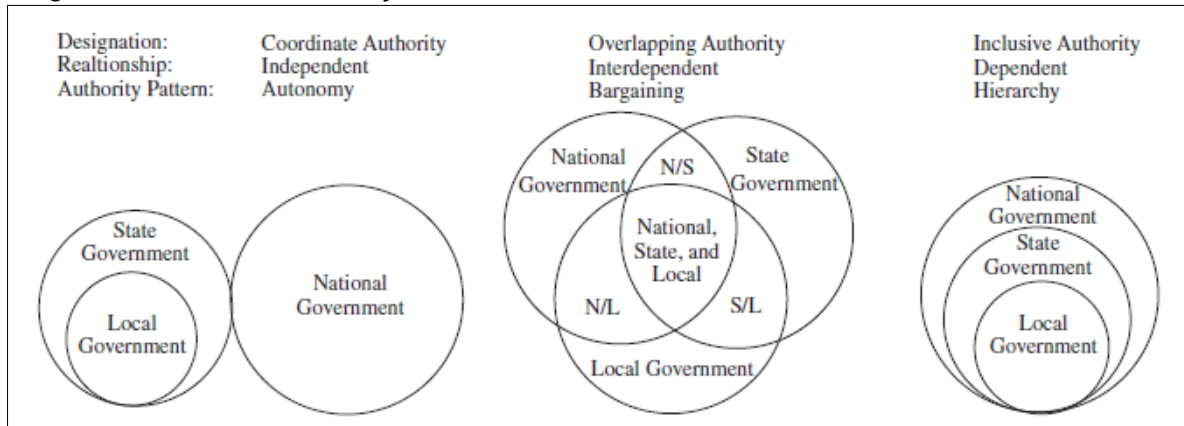 Designation: Coordinate Authority Overlapping Authority Inclusive Authority
Realtionship: Independent Interdependent Dependent
Authority Pattern: Autonomy Bargaining Hierarchy
State
Government
Local
Government
National
Government
National
Government
N/S
State
Government
National,
State, and
Local
N/L
S/L
Local Government
National
Government
State
Government
Local
Government